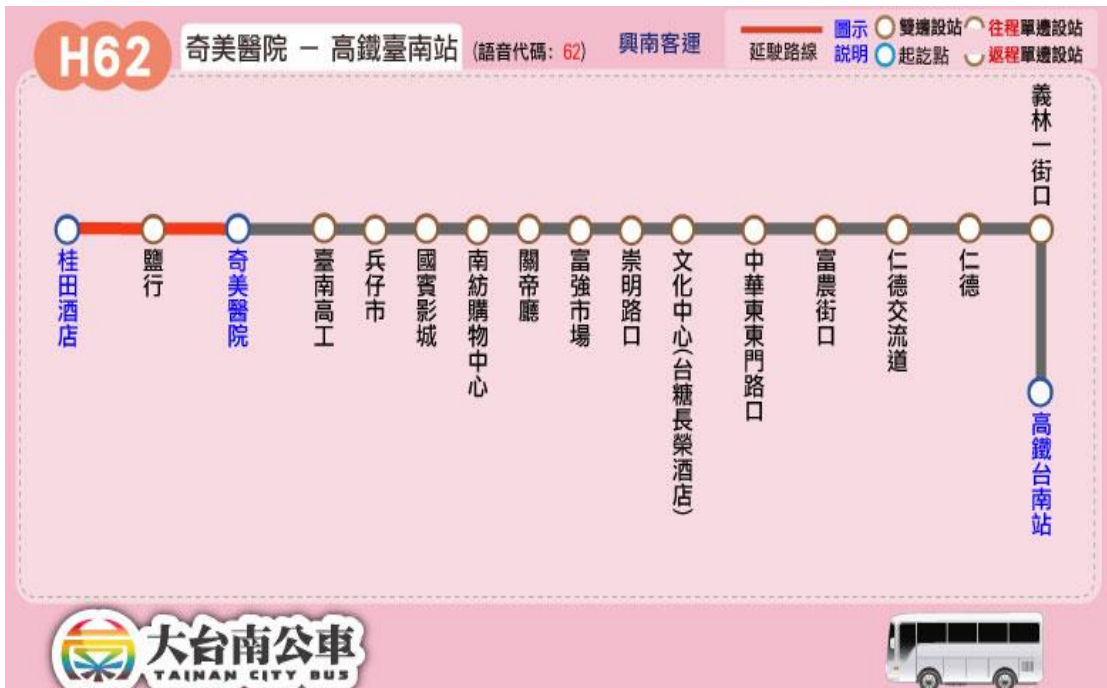 H62
奇美醫院 － 高鐵臺南站 (語音代碼: 62)
興南客運
延駛路線
圖示說明
雙邊設站
往程單邊設站
起訖點
返程單邊設站
桂田酒店
鹽行
奇美醫院
臺南高工
兵仔市
國賓影城
南紡購物中心
關帝廳
富強市場
崇明路口
文化中心(台糖長榮酒店)
中華東東門路口
富農街口
仁德交流道
仁德
義林一街口
高鐵台南站
大台南公車
TAINAN CITY BUS